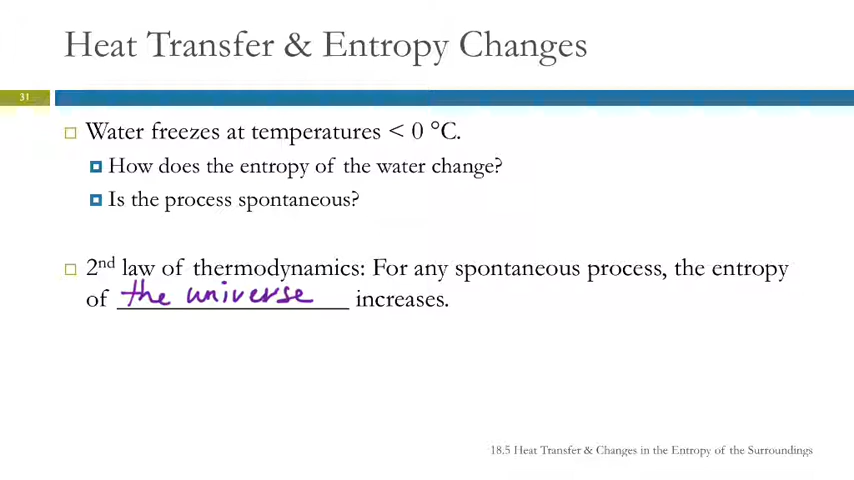 Heat Transfer & Entropy Changes
31
Water freezes at temperatures < 0 °C.
How does the entropy of the water change?
Is the process spontaneous?
2nd law of thermodynamics: For any spontaneous process, the entropy
of the universe increases.
18.5 Heat Transfer & Changes in the Entropy of the Surroundings